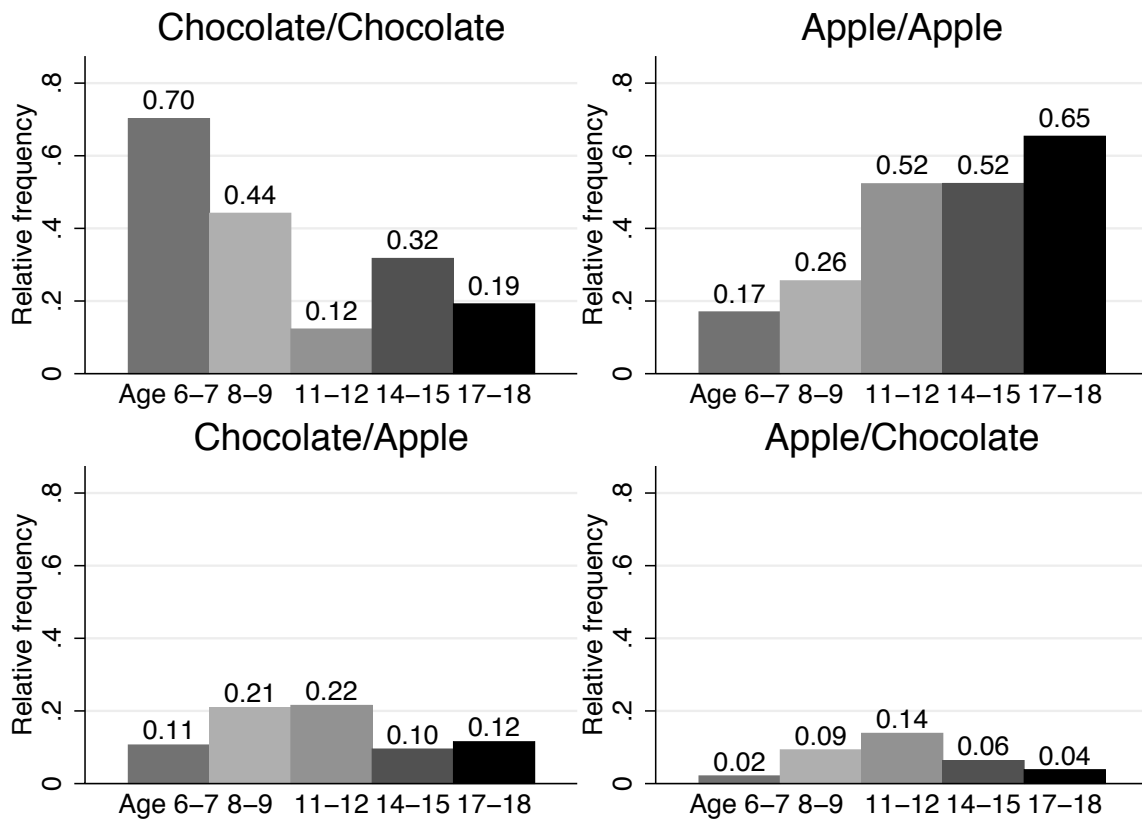 Chocolate/Chocolate
Relative frequency
0 .2 .4 .6 .8
0.70 0.44 0.12 0.32 0.19
Age 6–7 8–9 11–12 14–15 17–18
Apple/Apple
Relative frequency
0 .2 .4 .6 .8
0.17 0.26 0.52 0.52 0.65
Age 6–7 8–9 11–12 14–15 17–18
Chocolate/Apple
Relative frequency
0 .2 .4 .6 .8
0.11 0.21 0.22 0.10 0.12
Age 6–7 8–9 11–12 14–15 17–18
Apple/Chocolate
Relative frequency
0 .2 .4 .6 .8
0.02 0.09 0.14 0.06 0.04
Age 6–7 8–9 11–12 14–15 17–18